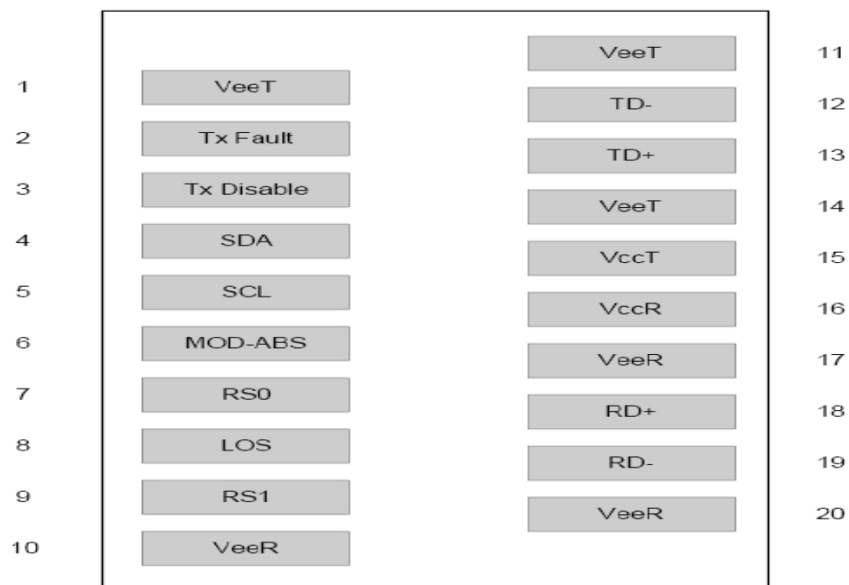 1 VeeT
2 Tx Fault
3 Tx Disable
4 SDA
5 SCL
6 MOD-ABS
7 RS0
8 LOS
9 RS1
10 VeeR
VeeT 11
TD- 12
TD+ 13
VeeT 14
VccT 15
VccR 16
VeeR 17
RD+ 18
RD- 19
VeeR 20